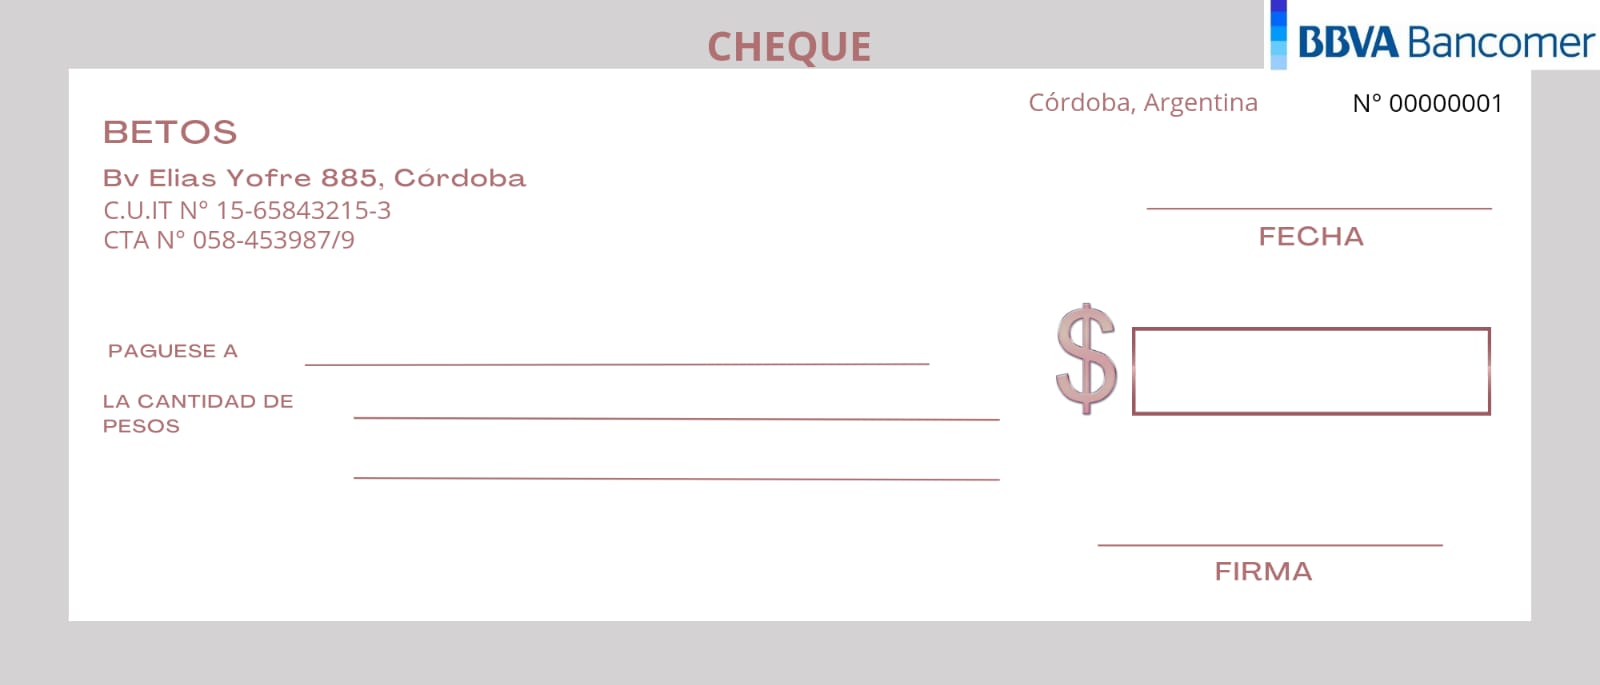 CHEQUE
BBVA Bancomer
Córdoba, Argentina
N° 00000001
BETOS
Bv Elias Yofre 885, Córdoba
C.U.IT N° 15-65843215-3
CTA N° 058-453987/9
FECHA
PAGUESE A
$
LA CANTIDAD DE
PESOS
FIRMA